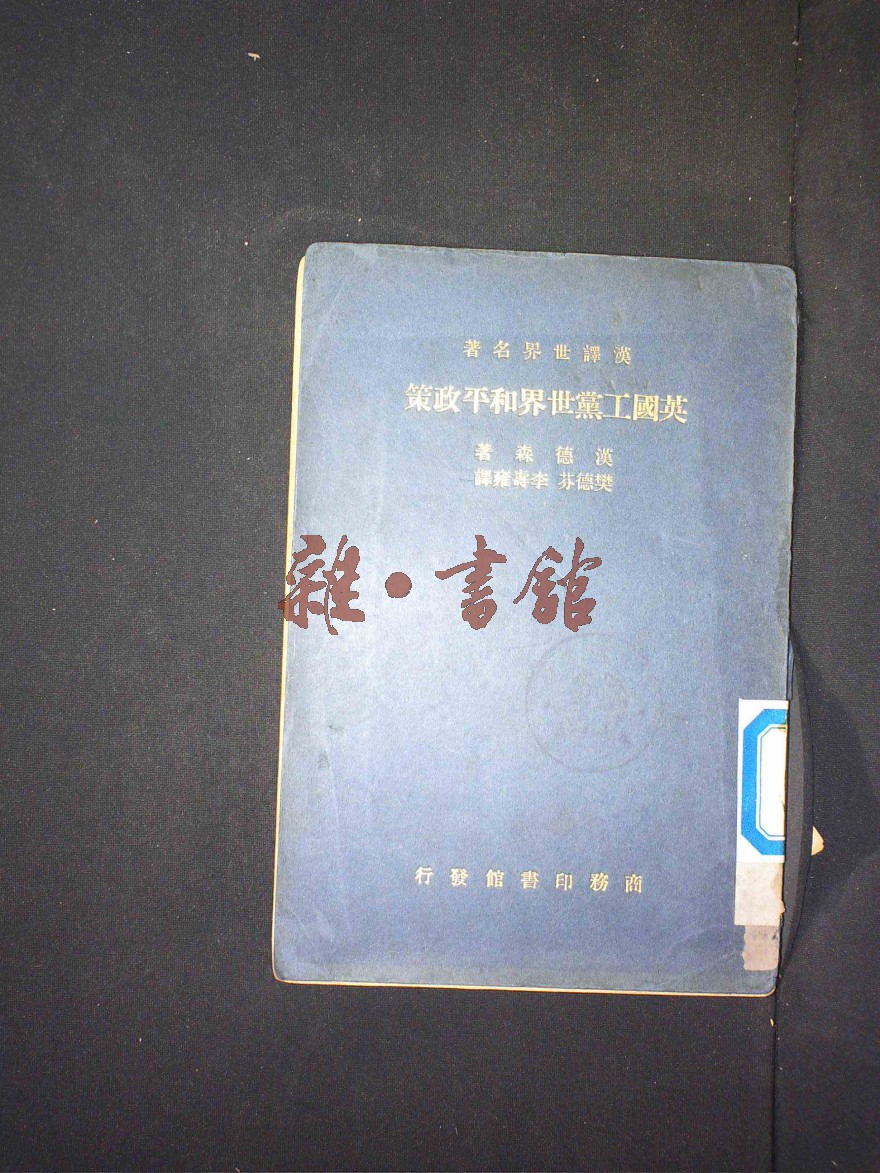 漢譯世界名著
英國工黨世界和平政策
漢德森著
樊德芬 李壽雍譯
雜·書館
商務印書館發行